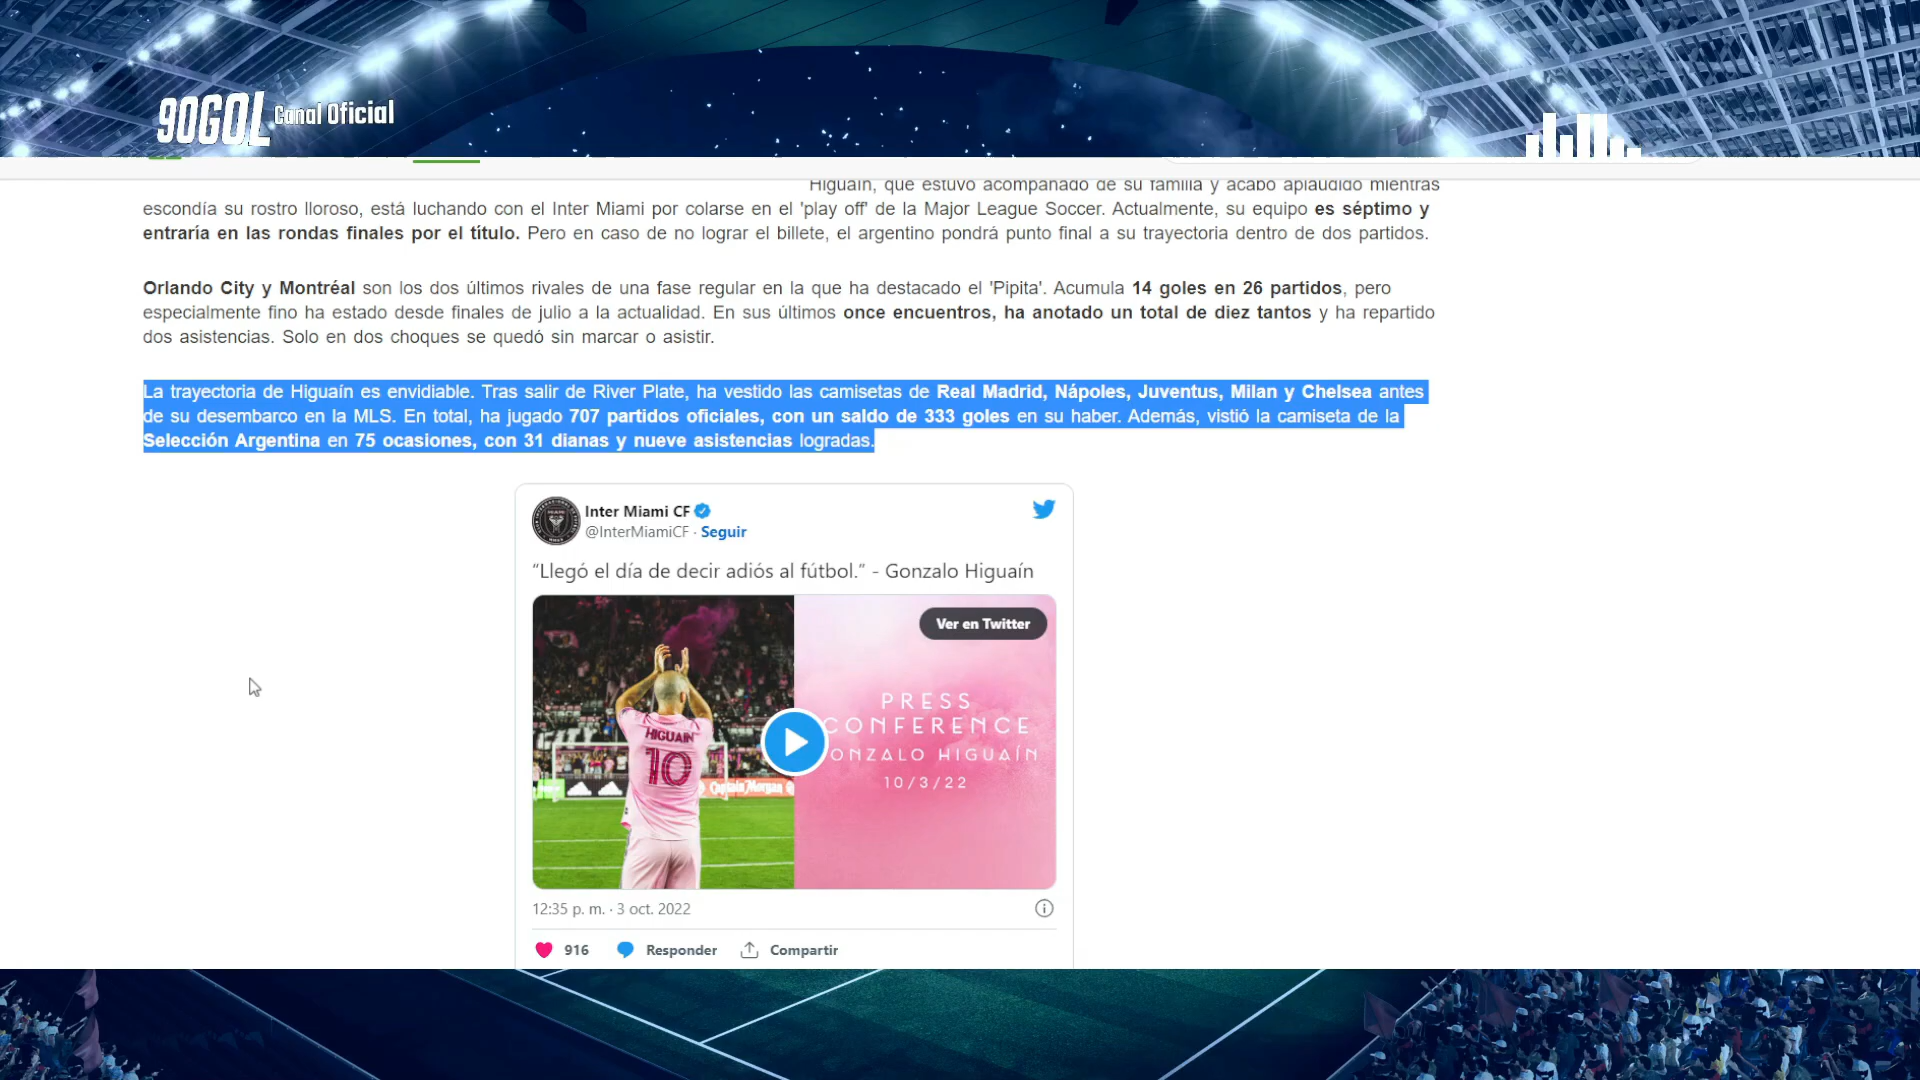 90GOL Canal Oficial
Higuaín, que estuvo acompañado de su familia y acabó aplaudido mientras
escondía su rostro lloroso, está luchando con el Inter Miami por colarse en el 'play off' de la Major League Soccer. Actualmente, su equipo es séptimo y
entraría en las rondas finales por el título. Pero en caso de no lograr el billete, el argentino pondrá punto final a su trayectoria dentro de dos partidos.
Orlando City y Montréal son los dos últimos rivales de una fase regular en la que ha destacado el 'Pipita'. Acumula 14 goles en 26 partidos, pero
especialmente fino ha estado desde finales de julio a la actualidad. En sus últimos once encuentros, ha anotado un total de diez tantos y ha repartido
dos asistencias. Solo en dos choques se quedó sin marcar o asistir.
La trayectoria de Higuaín es envidiable. Tras salir de River Plate, ha vestido las camisetas de Real Madrid, Nápoles, Juventus, Milan y Chelsea antes
de su desembarco en la MLS. En total, ha jugado 707 partidos oficiales, con un saldo de 333 goles en su haber. Además, vistió la camiseta de la
Selección Argentina en 75 ocasiones, con 31 dianas y nueve asistencias logradas.
Inter Miami CF
@InterMiamiCF · Seguir
“Llegó el día de decir adiós al fútbol.” - Gonzalo Higuaín
Ver en Twitter
PRESS
CONFERENCE
ONZALO HIGUAÍN
10/3/22
HIGUAIN
10
Captain Morgan
12:35 p. m. · 3 oct. 2022
916 Responder Compartir